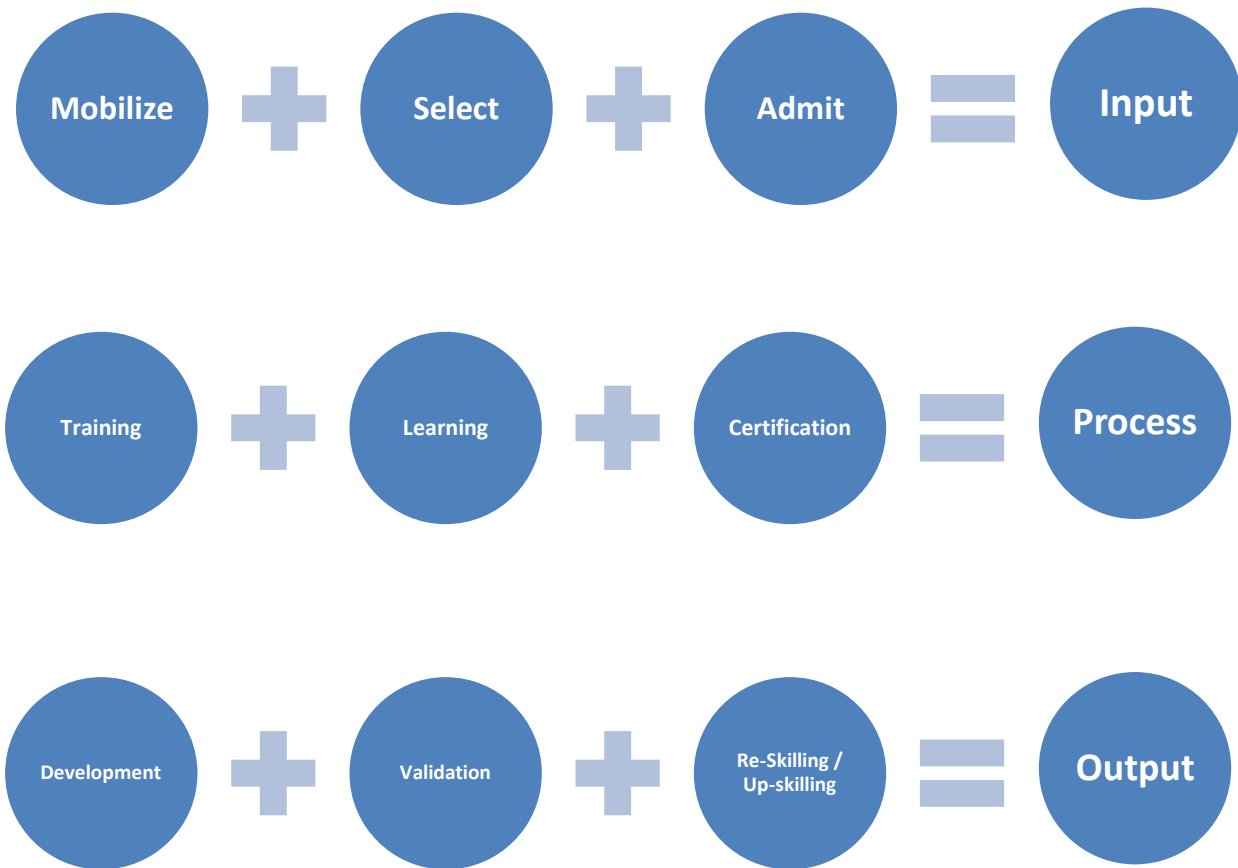 Mobilize
Select
Admit
Input
Training
Learning
Certification
Process
Development
Validation
Re-Skilling /
Up-skilling
Output